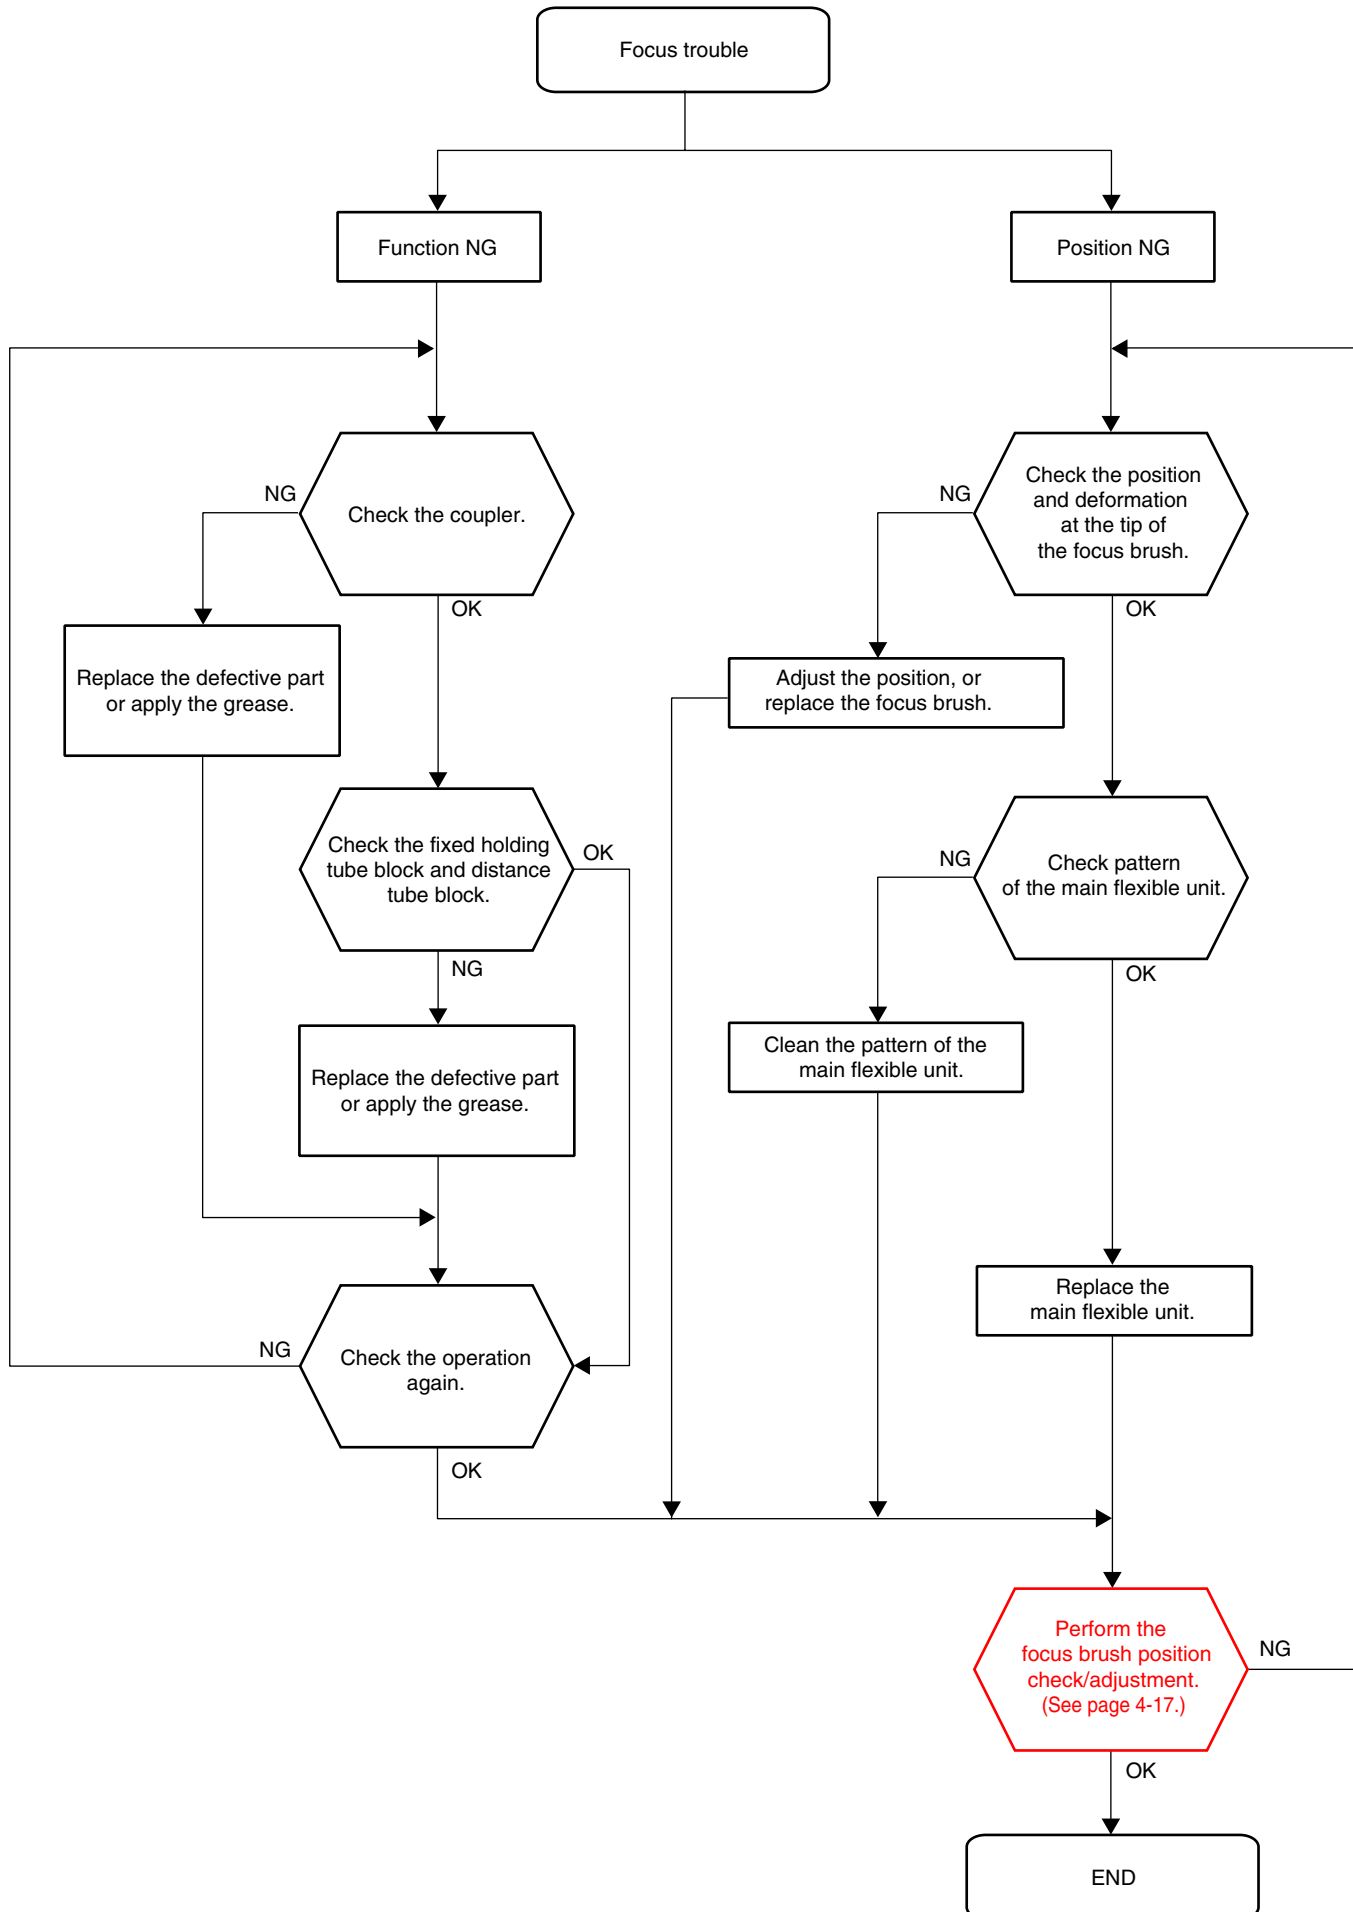 Focus trouble
Function NG
Position NG
Check the coupler.
NG
OK
Check the position
and deformation
at the tip of
the focus brush.
NG
OK
Replace the defective part
or apply the grease.
Adjust the position, or
replace the focus brush.
Check the fixed holding
tube block and distance
tube block.
OK
NG
Check pattern
of the main flexible unit.
NG
OK
Replace the defective part
or apply the grease.
Clean the pattern of the
main flexible unit.
Replace the
main flexible unit.
Check the operation
again.
NG
OK
Perform the
focus brush position
check/adjustment.
(See page 4-17.)
NG
OK
END